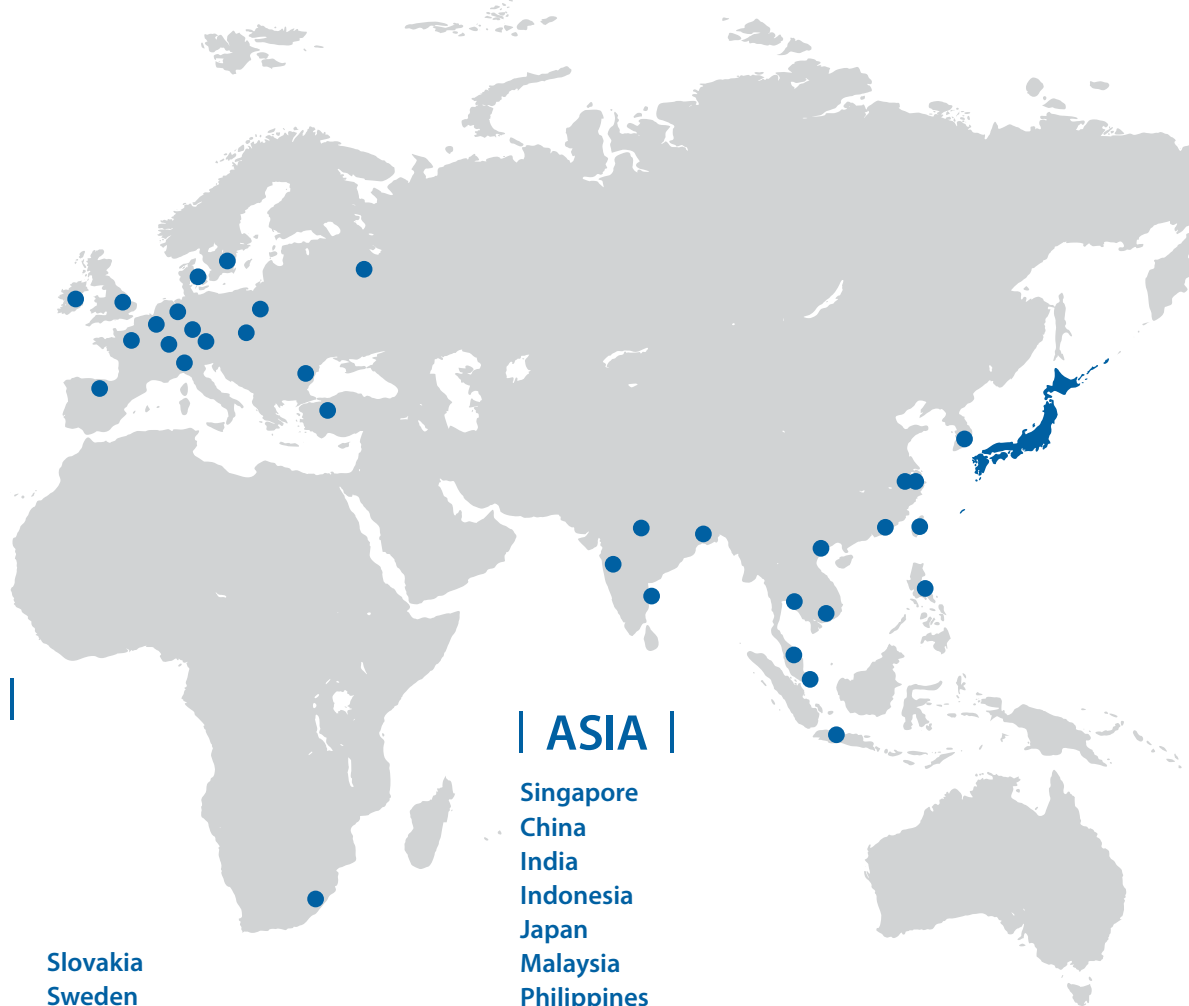 | ASIA |
Singapore
China
India
Indonesia
Japan
Malaysia
Philippines
Slovakia
Sweden